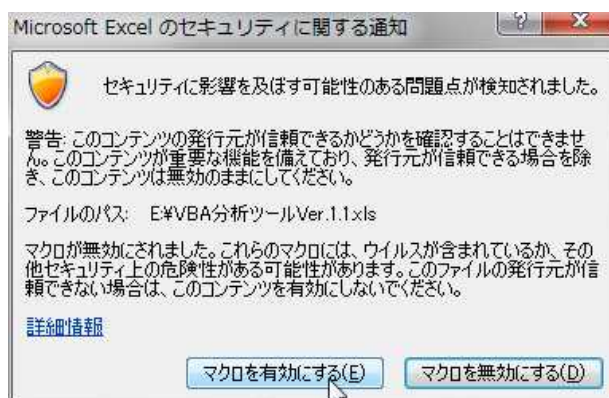 Microsoft Excel のセキュリティに関する通知
セキュリティに影響を及ぼす可能性のある問題点が検知されました。
警告: このコンテンツの発行元が信頼できるかどうかを確認することはできませ
ん。このコンテンツが重要な機能を備えており、発行元が信頼できる場合を除
き、このコンテンツは無効のままにしてください。
ファイルのパス: E:¥VBA分析ツールVer.1.1xls
マクロが無効にされました。これらのマクロには、ウイルスが含まれているか、その
他セキュリティ上の危険性がある可能性があります。このファイルの発行元が信
頼できない場合は、このコンテンツを有効にしないでください。
詳細情報
マクロを有効にする(E) マクロを無効にする(D)